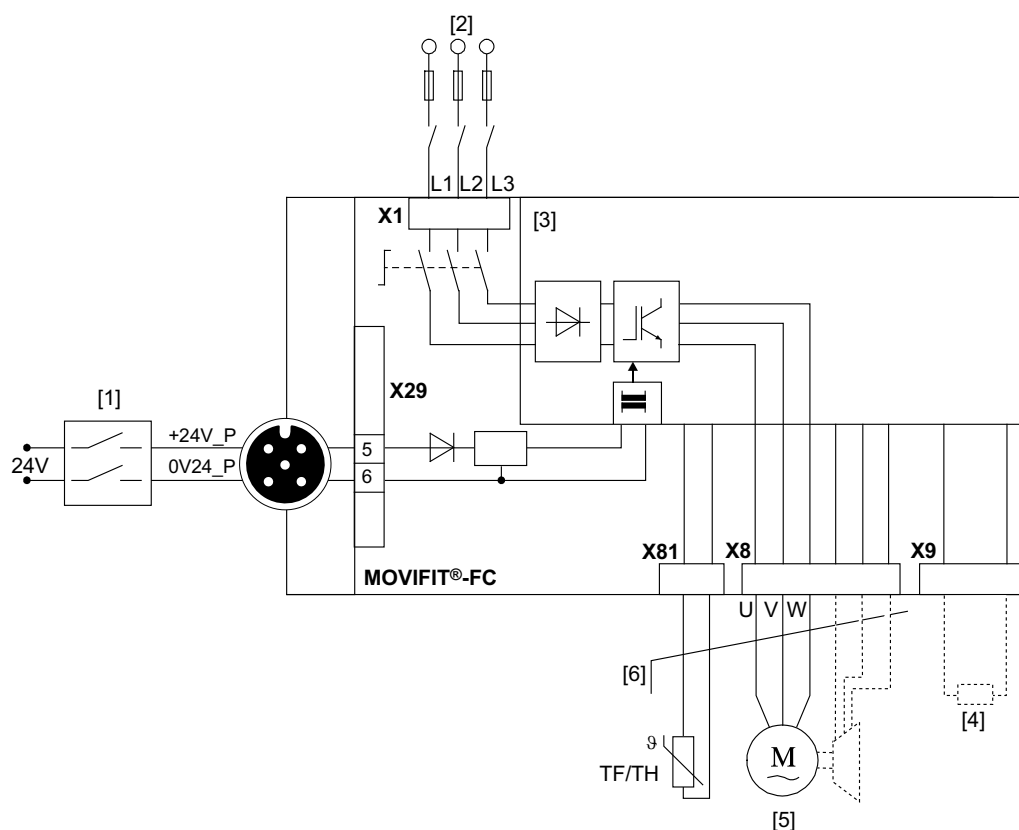 [2]
L1 L2 L3
X1
[3]
[1]
X29
+24V_P
5
24V
0V24_P
6
X81 X8 X9
MOVIFIT®-FC
U V W
[6]
[4]
ϑ
TF/TH
M
[5]